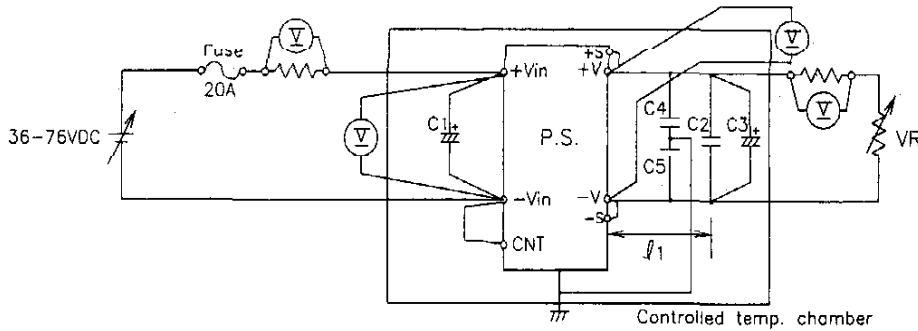 Fuse
20A
V
V
+S
+V
+Vin
C4
36-76VDC
V
C1
+
P.S.
C2
C3
+
V
VR
C5
-Vin
-V
-S
CNT
ℓ1
Controlled temp. chamber